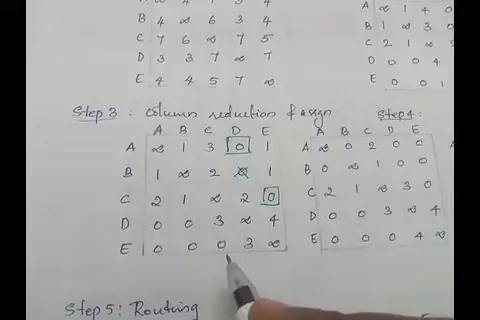 B 4 ∞ 6 3 4
C 7 6 ∞ 7 5
D 3 3 7 ∞ 7
E 4 4 5 7 ∞
A ∞ 1 4 0
B 1 ∞ 3 0
C 2 1 ∞ 2
D 0 0 4
E 0 0 1
Step 3 : Column reduction & assign
A B C D E
A ∞ 1 3 0 1
B 1 ∞ 2 0 1
C 2 1 ∞ 2 0
D 0 0 3 ∞ 4
E 0 0 0 3 ∞
Step 4:
A B C D E
A ∞ 0 2 0 0
B 0 ∞ 1 0 0
C 2 1 ∞ 3 0
D 0 0 3 ∞ 4
E 0 0 0 4 ∞
Step 5: Routing